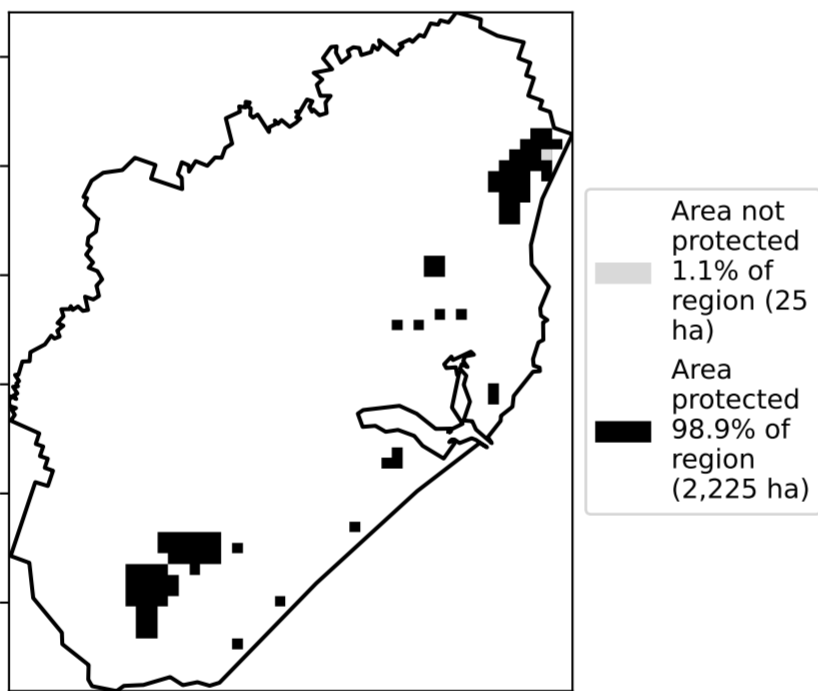 Area not
protected
1.1% of
region (25
ha)
Area
protected
98.9% of
region
(2,225 ha)